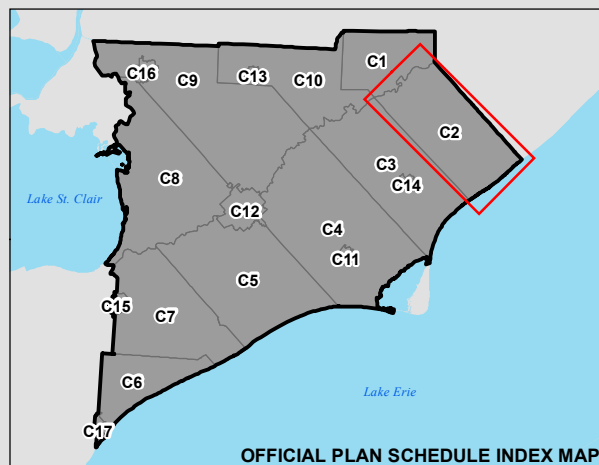 C1
C16
C9
C13
C10
C2
C3
C8
C14
Lake St. Clair
C12
C4
C11
C5
C15
C7
C6
Lake Erie
C17
OFFICIAL PLAN SCHEDULE INDEX MAP